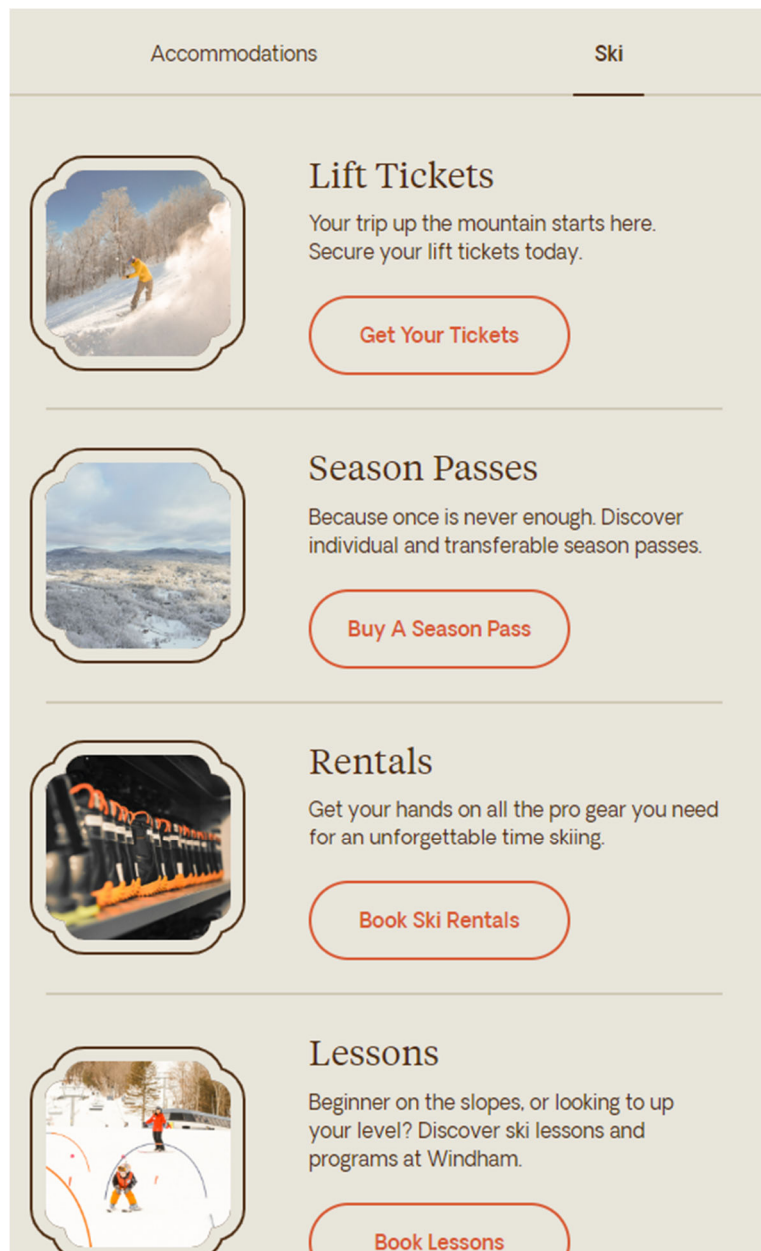 Accommodations
Ski
Lift Tickets
Your trip up the mountain starts here.
Secure your lift tickets today.
Get Your Tickets
Season Passes
Because once is never enough. Discover
individual and transferable season passes.
Buy A Season Pass
Rentals
Get your hands on all the pro gear you need
for an unforgettable time skiing.
Book Ski Rentals
Lessons
Beginner on the slopes, or looking to up
your level? Discover ski lessons and
programs at Windham.
Book Lessons